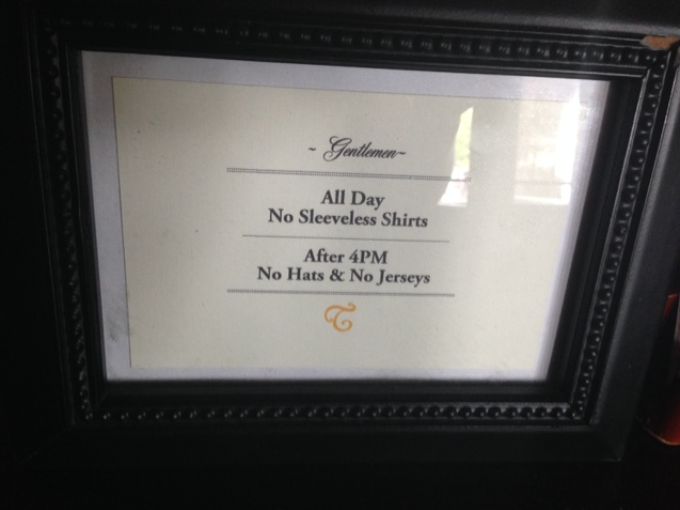 ~ Gentlemen ~
All Day
No Sleeveless Shirts
After 4PM
No Hats & No Jerseys
T